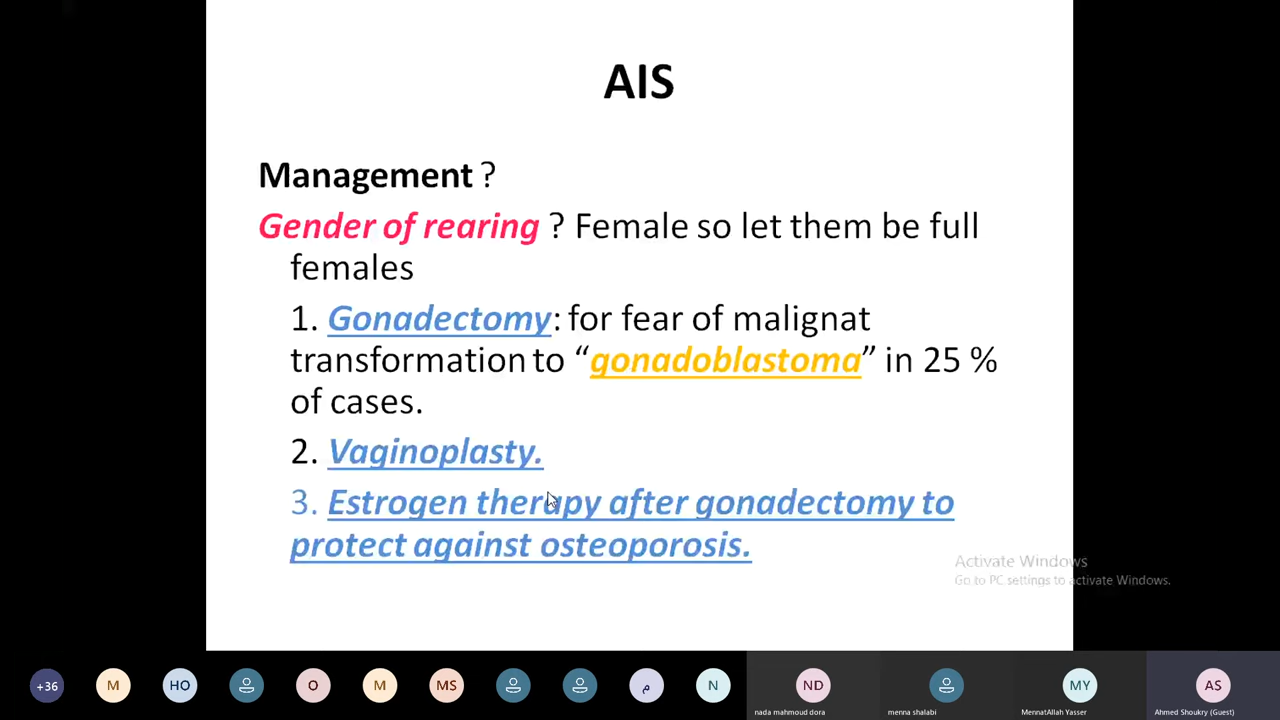 AIS
Management ?
Gender of rearing ? Female so let them be full
females
1. Gonadectomy: for fear of malignat
transformation to “gonadoblastoma” in 25 %
of cases.
2. Vaginoplasty.
3. Estrogen therapy after gonadectomy to
protect against osteoporosis.
Activate Windows
Go to PC settings to activate Windows.
+36 M HO O M MS م N ND MY AS
nada mahmoud dora menna shalabi MennatAllah Yasser Ahmed Shoukry (Guest)